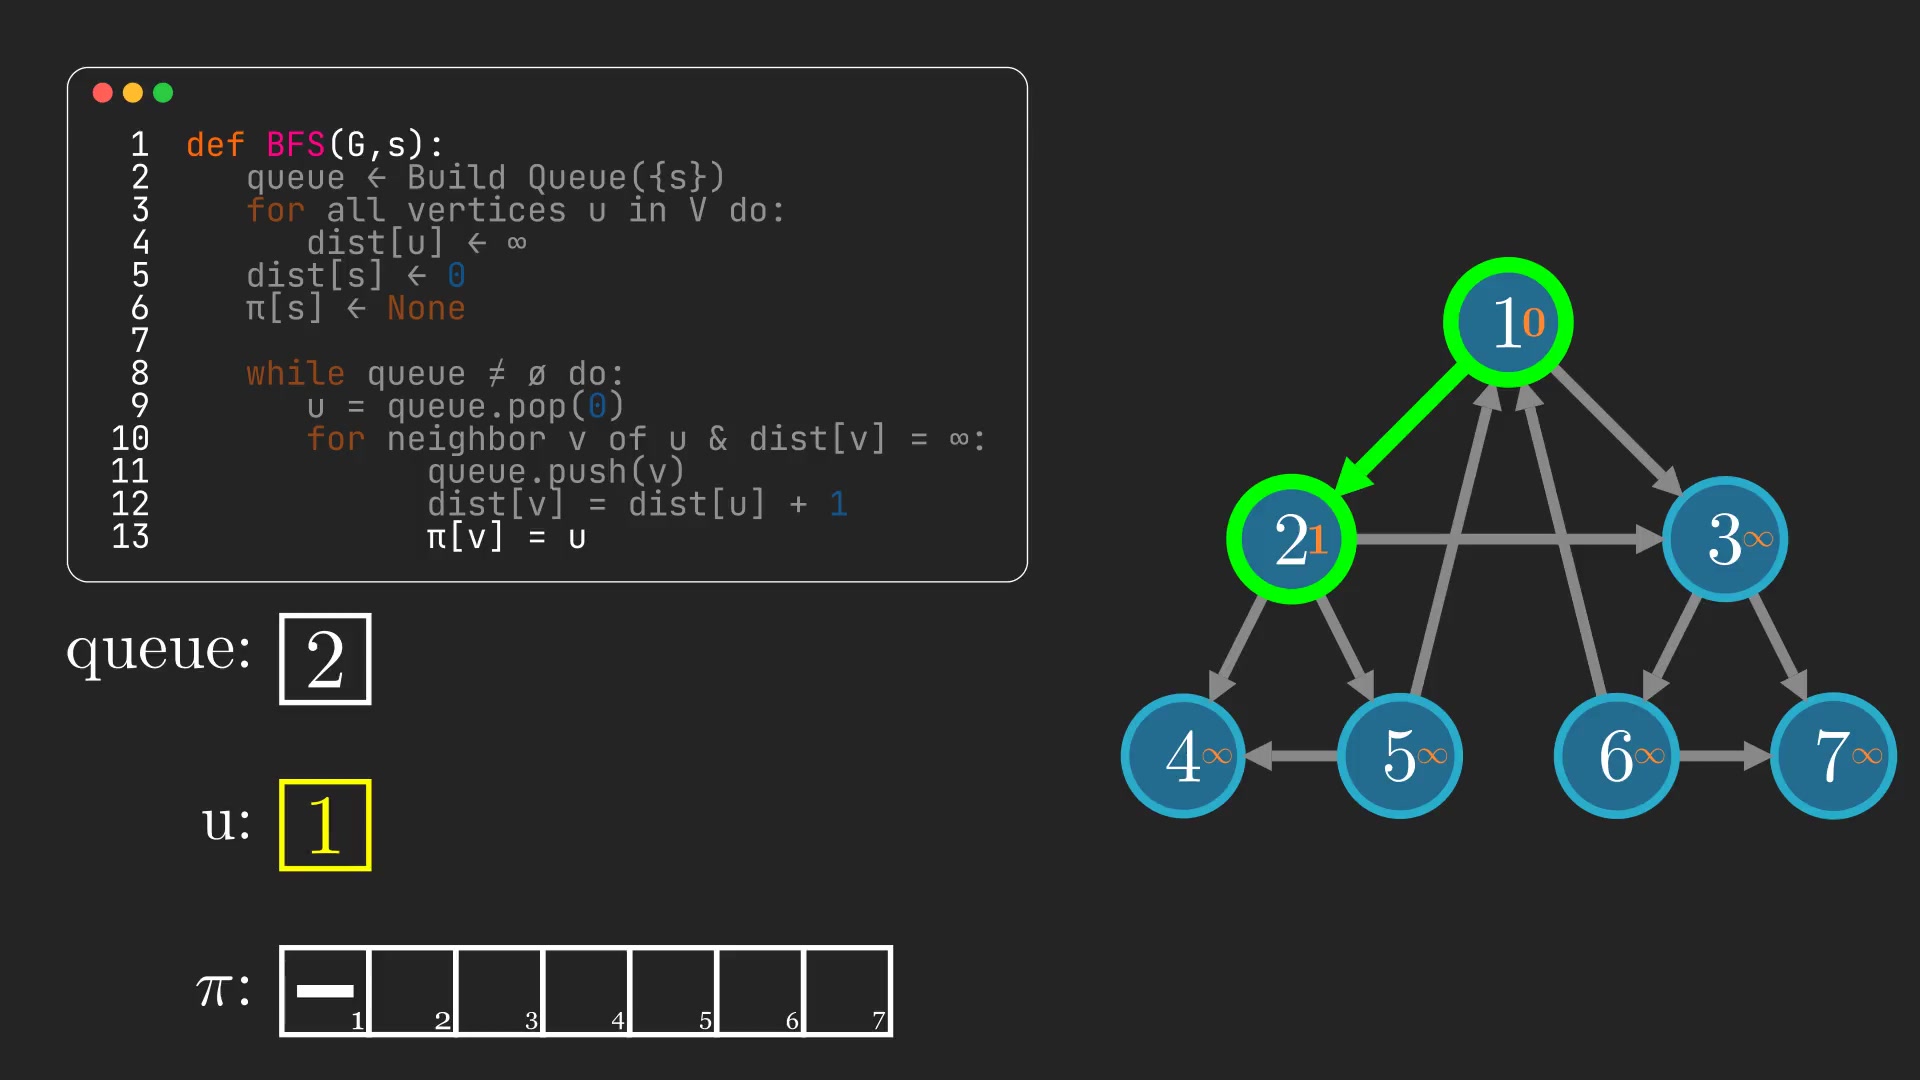 1 def BFS(G,s):
2 queue ← Build Queue({s})
3 for all vertices u in V do:
4 dist[u] ← ∞
5 dist[s] ← 0
6 π[s] ← None
7
8 while queue ≠ ø do:
9 u = queue.pop(0)
10 for neighbor v of u & dist[v] = ∞:
11 queue.push(v)
12 dist[v] = dist[u] + 1
13 π[v] = u
queue: 2
u: 1
π: — 1 2 3 4 5 6 7
1 0
2 1
3 ∞
4 ∞
5 ∞
6 ∞
7 ∞